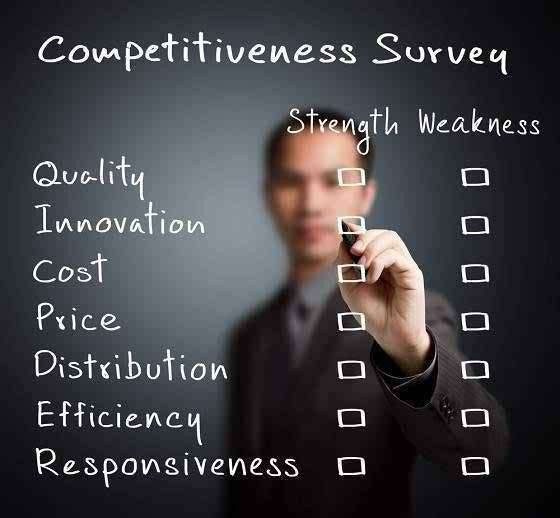 Competitiveness Survey
Strength Weakness
Quality
Innovation
Cost
Price
Distribution
Efficiency
Responsiveness